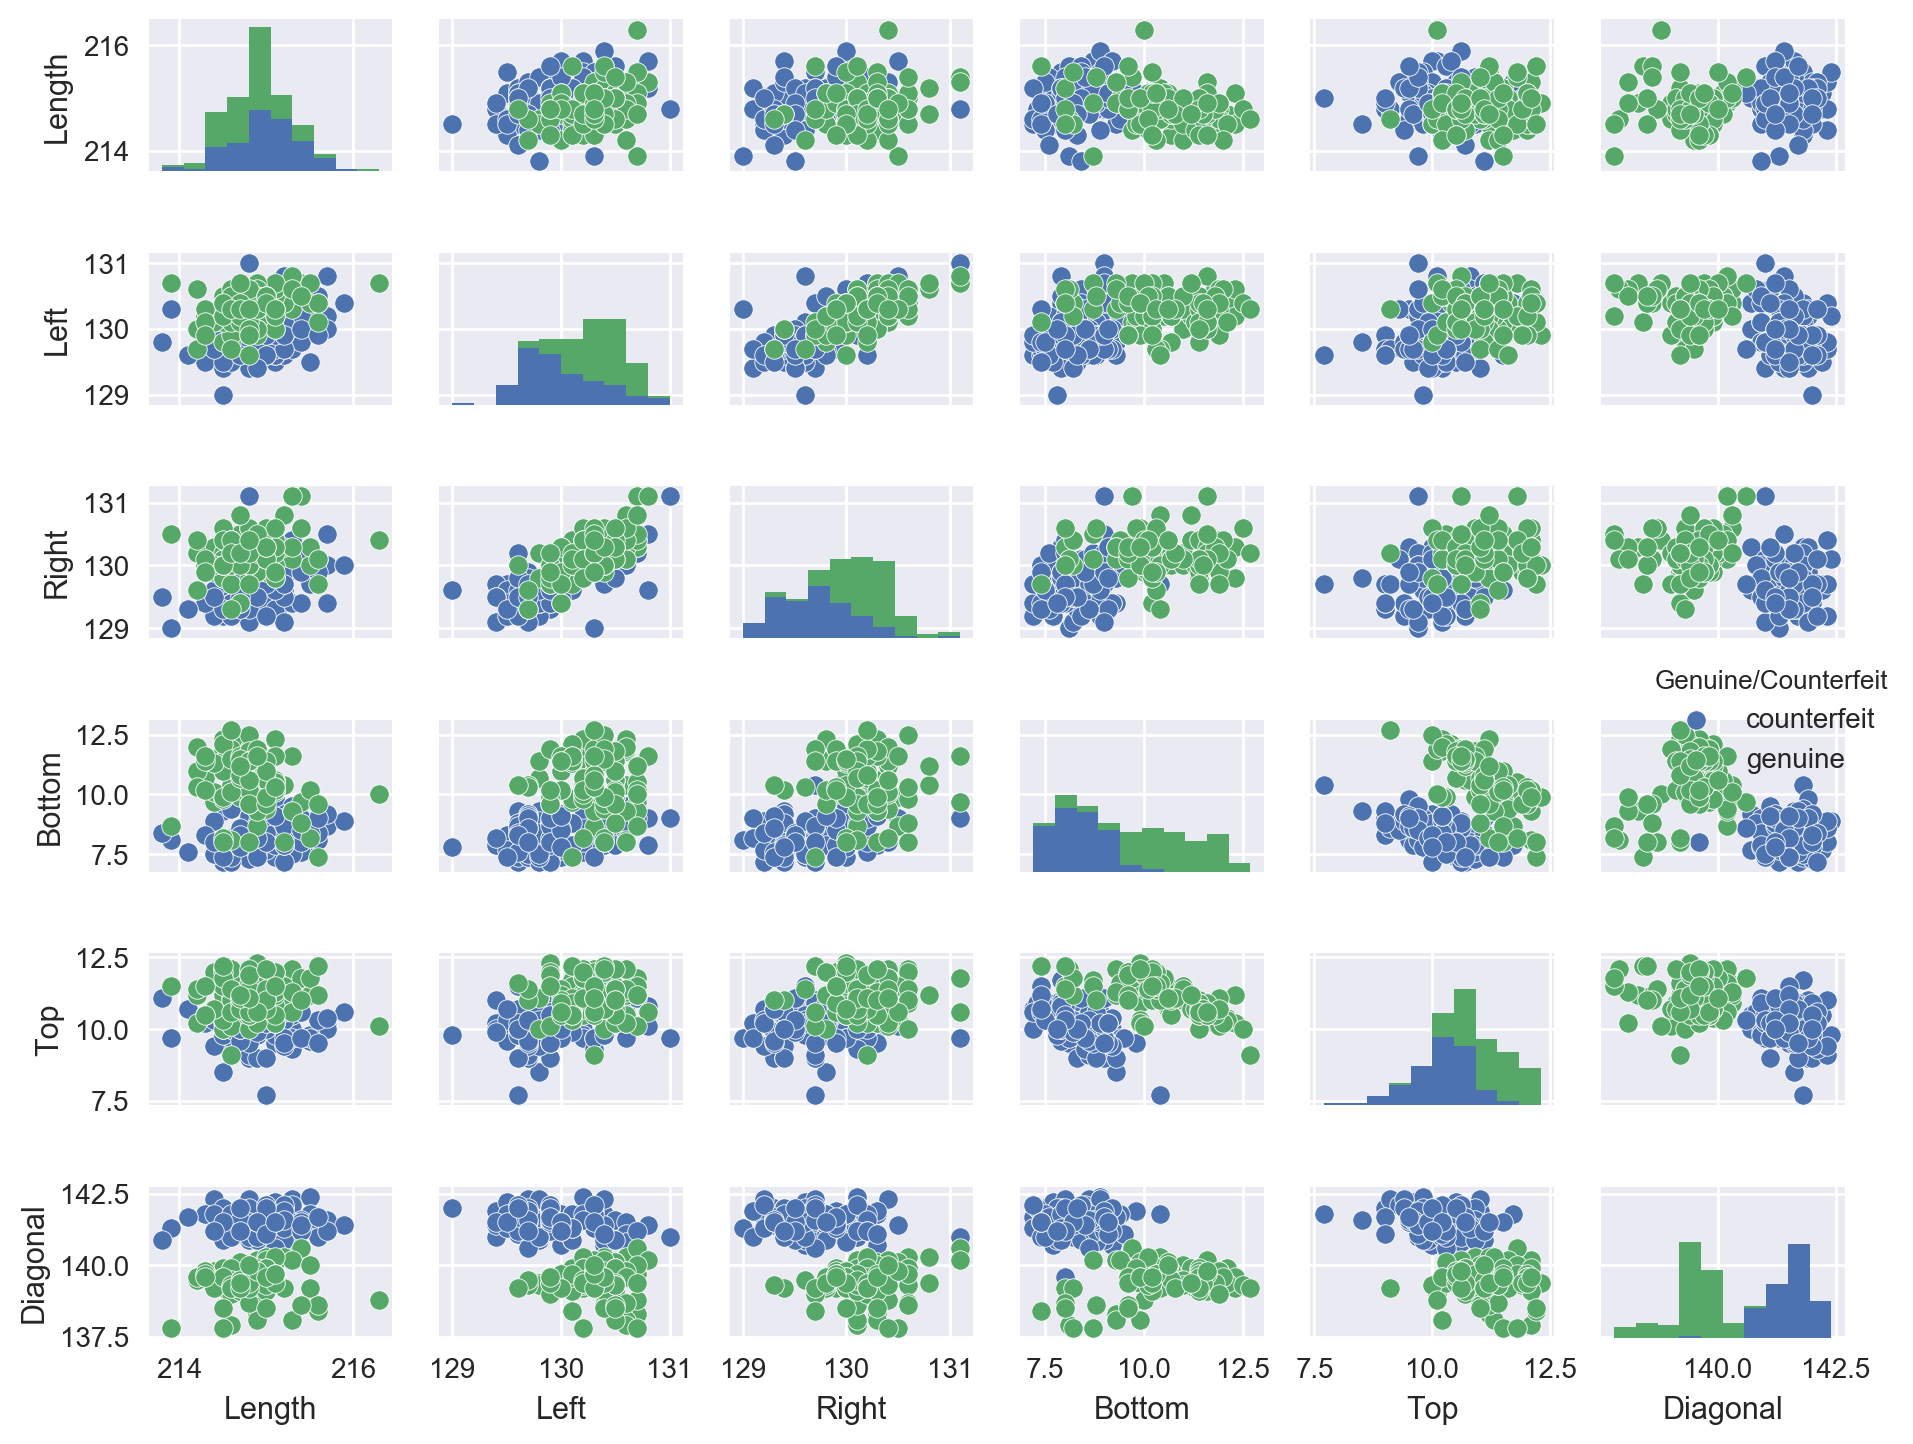 Length
216
214
Left
131
130
129
Right
131
130
129
Genuine/Counterfeit
counterfeit
genuine
Bottom
12.5
10.0
7.5
Top
12.5
10.0
7.5
Diagonal
142.5
140.0
137.5
214 216 129 130 131 129 130 131 7.5 10.0 12.5 7.5 10.0 12.5 140.0 142.5
Length Left Right Bottom Top Diagonal